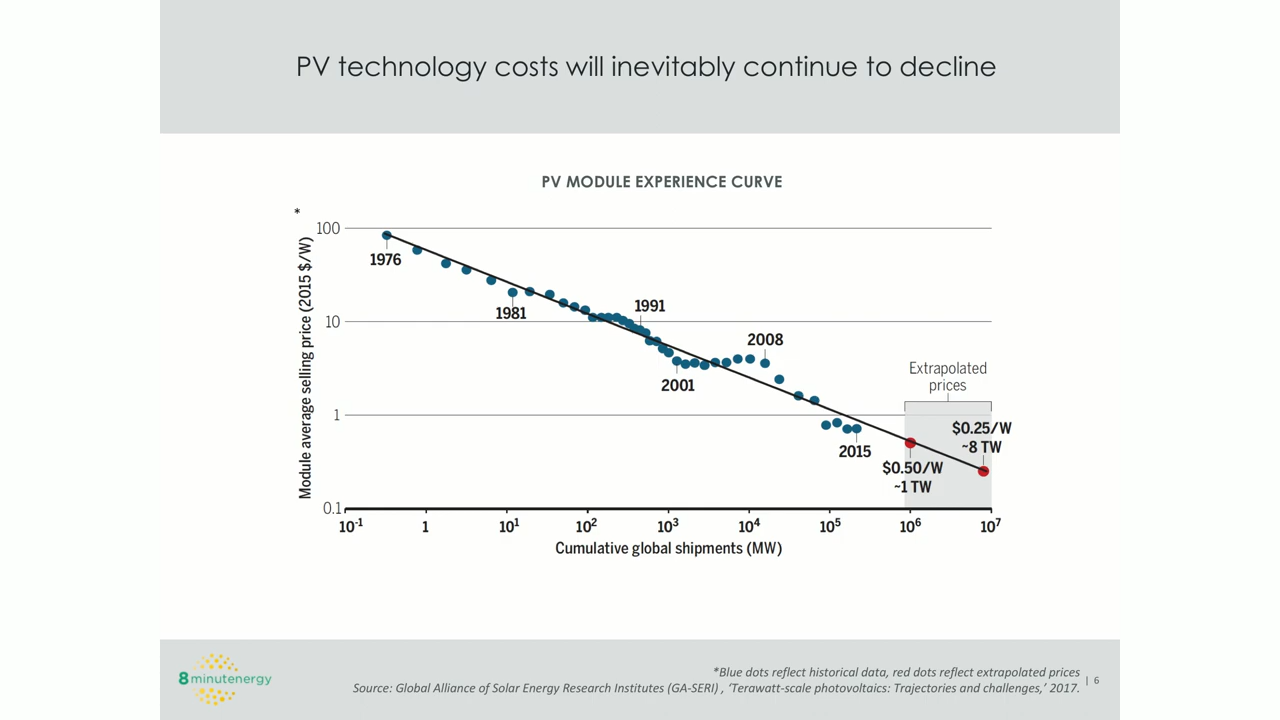 PV technology costs will inevitably continue to decline
PV MODULE EXPERIENCE CURVE
*
Module average selling price (2015 $/W)
100
10
1
0.1
1976
1981
1991
2001
2008
2015
Extrapolated
prices
$0.25/W
~8 TW
$0.50/W
~1 TW
10-1
1
10¹
10²
10³
10⁴
10⁵
10⁶
10⁷
Cumulative global shipments (MW)
8minutenergy
*Blue dots reflect historical data, red dots reflect extrapolated prices
Source: Global Alliance of Solar Energy Research Institutes (GA-SERI) , ‘Terawatt-scale photovoltaics: Trajectories and challenges,’ 2017.
| 6